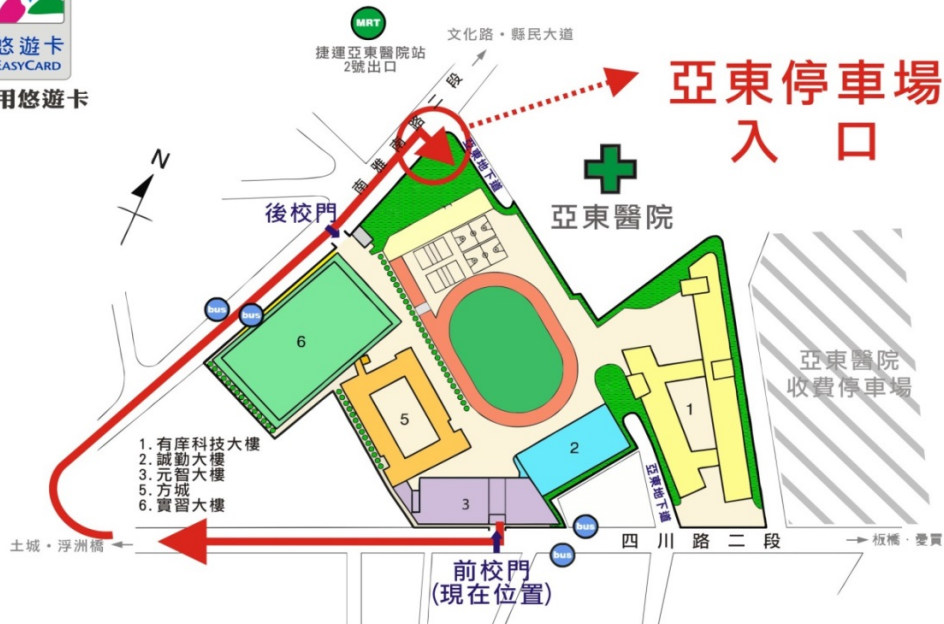 悠遊卡
EASYCARD
用悠遊卡
MRT
捷運亞東醫院站
2號出口
文化路・縣民大道
亞東停車場
入 口
南雅南路二段
亞東地下道
亞東醫院
N
後校門
bus
bus
6
5
2
1
3
亞東醫院
收費停車場
1. 有庠科技大樓
2. 誠勤大樓
3. 元智大樓
5. 方城
6. 實習大樓
亞東地下道
bus
bus
土城・浮洲橋
四川路二段
板橋・愛買
前校門
(現在位置)